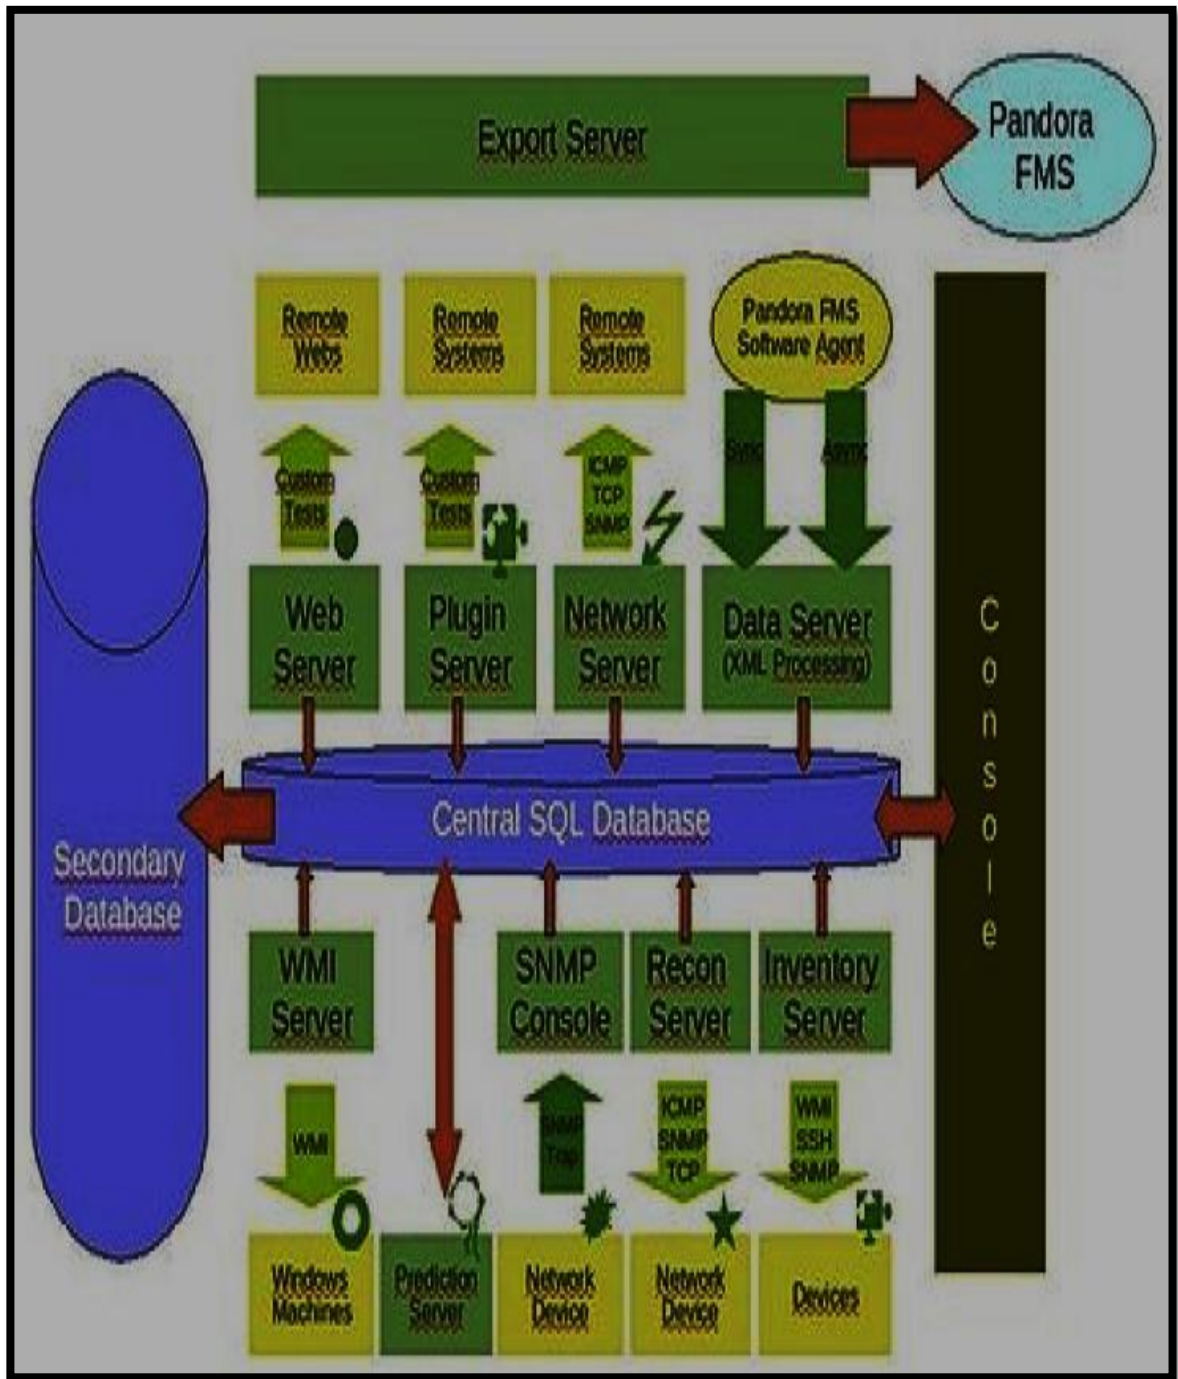 Export Server
Pandora
FMS
Remote
Webs
Remote
Systems
Remote
Systems
Pandora FMS
Software Agent
Custom
Tests
Custom
Tests
ICMP
TCP
SNMP
Sync
Async
Web
Server
Plugin
Server
Network
Server
Data Server
(XML Processing)
Console
Central SQL Database
Secondary
Database
WMI
Server
SNMP
Console
Recon
Server
Inventory
Server
WMI
SNMP
Trap
ICMP
SNMP
TCP
WMI
SSH
SNMP
Windows
Machines
Prediction
Server
Network
Device
Network
Device
Devices